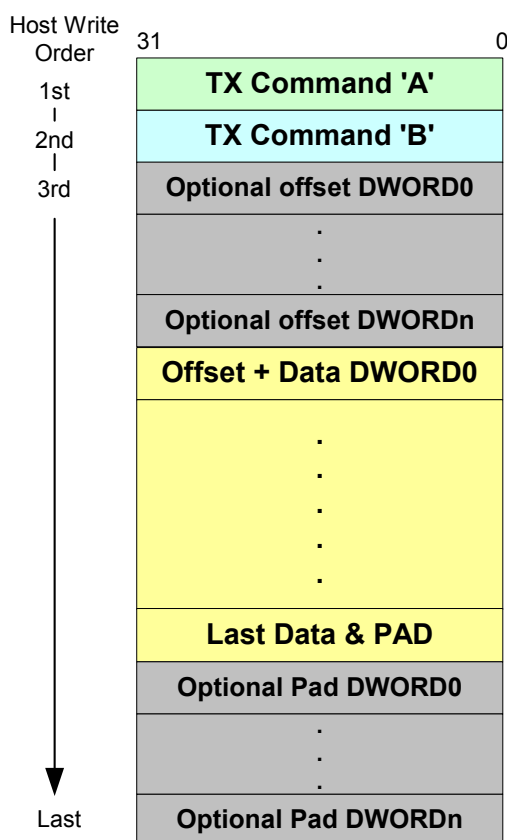 Host Write
Order
31
0
1st
TX Command 'A'
2nd
TX Command 'B'
3rd
Optional offset DWORD0
.
.
.
Optional offset DWORDn
Offset + Data DWORD0
.
.
.
.
.
Last Data & PAD
Optional Pad DWORD0
.
.
.
Last
Optional Pad DWORDn